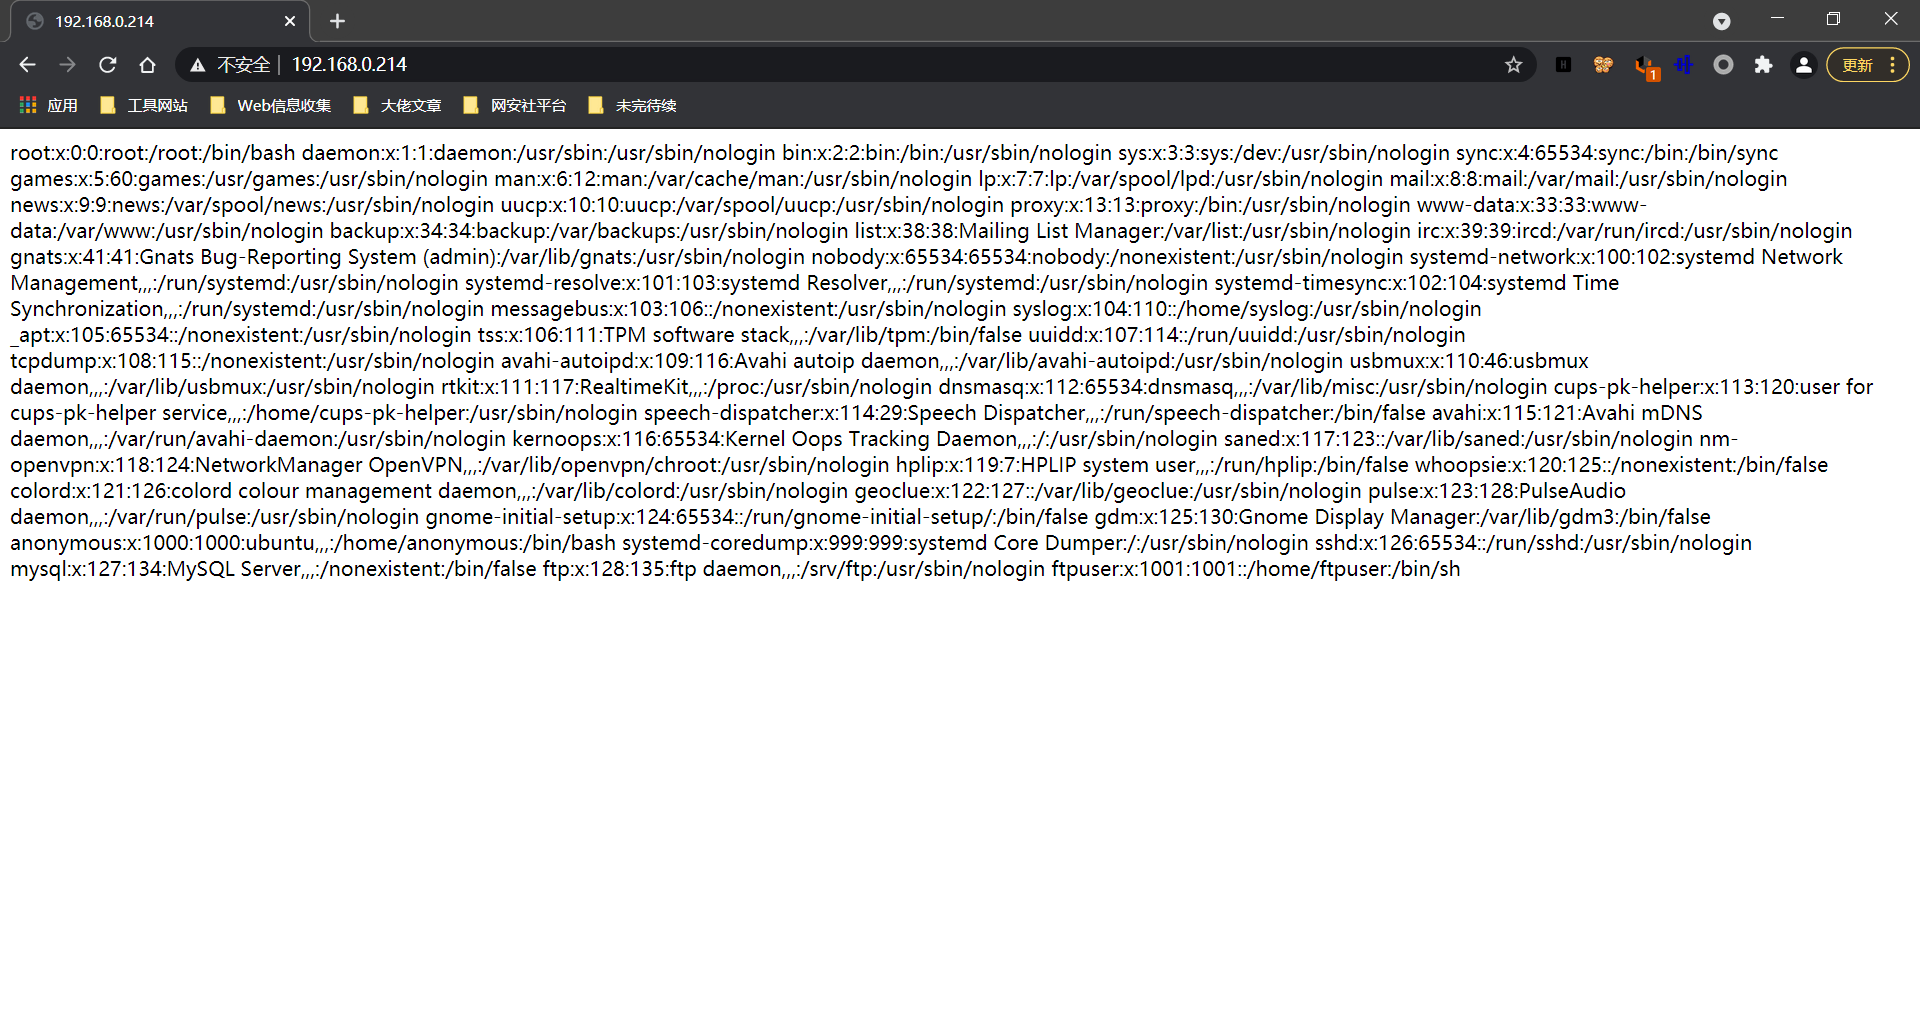 192.168.0.214
不安全 | 192.168.0.214
更新
应用 工具网站 Web信息收集 大佬文章 网安社平台 未完待续
1
root:x:0:0:root:/root:/bin/bash daemon:x:1:1:daemon:/usr/sbin:/usr/sbin/nologin bin:x:2:2:bin:/bin:/usr/sbin/nologin sys:x:3:3:sys:/dev:/usr/sbin/nologin sync:x:4:65534:sync:/bin:/bin/sync
games:x:5:60:games:/usr/games:/usr/sbin/nologin man:x:6:12:man:/var/cache/man:/usr/sbin/nologin lp:x:7:7:lp:/var/spool/lpd:/usr/sbin/nologin mail:x:8:8:mail:/var/mail:/usr/sbin/nologin
news:x:9:9:news:/var/spool/news:/usr/sbin/nologin uucp:x:10:10:uucp:/var/spool/uucp:/usr/sbin/nologin proxy:x:13:13:proxy:/bin:/usr/sbin/nologin www-data:x:33:33:www-
data:/var/www:/usr/sbin/nologin backup:x:34:34:backup:/var/backups:/usr/sbin/nologin list:x:38:38:Mailing List Manager:/var/list:/usr/sbin/nologin irc:x:39:39:ircd:/var/run/ircd:/usr/sbin/nologin
gnats:x:41:41:Gnats Bug-Reporting System (admin):/var/lib/gnats:/usr/sbin/nologin nobody:x:65534:65534:nobody:/nonexistent:/usr/sbin/nologin systemd-network:x:100:102:systemd Network
Management,,,:/run/systemd:/usr/sbin/nologin systemd-resolve:x:101:103:systemd Resolver,,,:/run/systemd:/usr/sbin/nologin systemd-timesync:x:102:104:systemd Time
Synchronization,,,:/run/systemd:/usr/sbin/nologin messagebus:x:103:106::/nonexistent:/usr/sbin/nologin syslog:x:104:110::/home/syslog:/usr/sbin/nologin
_apt:x:105:65534::/nonexistent:/usr/sbin/nologin tss:x:106:111:TPM software stack,,,:/var/lib/tpm:/bin/false uuidd:x:107:114::/run/uuidd:/usr/sbin/nologin
tcpdump:x:108:115::/nonexistent:/usr/sbin/nologin avahi-autoipd:x:109:116:Avahi autoip daemon,,,:/var/lib/avahi-autoipd:/usr/sbin/nologin usbmux:x:110:46:usbmux
daemon,,,:/var/lib/usbmux:/usr/sbin/nologin rtkit:x:111:117:RealtimeKit,,,:/proc:/usr/sbin/nologin dnsmasq:x:112:65534:dnsmasq,,,:/var/lib/misc:/usr/sbin/nologin cups-pk-helper:x:113:120:user for
cups-pk-helper service,,,:/home/cups-pk-helper:/usr/sbin/nologin speech-dispatcher:x:114:29:Speech Dispatcher,,,:/run/speech-dispatcher:/bin/false avahi:x:115:121:Avahi mDNS
daemon,,,:/var/run/avahi-daemon:/usr/sbin/nologin kernoops:x:116:65534:Kernel Oops Tracking Daemon,,,:/:/usr/sbin/nologin saned:x:117:123::/var/lib/saned:/usr/sbin/nologin nm-
openvpn:x:118:124:NetworkManager OpenVPN,,,:/var/lib/openvpn/chroot:/usr/sbin/nologin hplip:x:119:7:HPLIP system user,,,:/run/hplip:/bin/false whoopsie:x:120:125::/nonexistent:/bin/false
colord:x:121:126:colord colour management daemon,,,:/var/lib/colord:/usr/sbin/nologin geoclue:x:122:127::/var/lib/geoclue:/usr/sbin/nologin pulse:x:123:128:PulseAudio
daemon,,,:/var/run/pulse:/usr/sbin/nologin gnome-initial-setup:x:124:65534::/run/gnome-initial-setup/:/bin/false gdm:x:125:130:Gnome Display Manager:/var/lib/gdm3:/bin/false
anonymous:x:1000:1000:ubuntu,,,:/home/anonymous:/bin/bash systemd-coredump:x:999:999:systemd Core Dumper:/:/usr/sbin/nologin sshd:x:126:65534::/run/sshd:/usr/sbin/nologin
mysql:x:127:134:MySQL Server,,,:/nonexistent:/bin/false ftp:x:128:135:ftp daemon,,,:/srv/ftp:/usr/sbin/nologin ftpuser:x:1001:1001::/home/ftpuser:/bin/sh